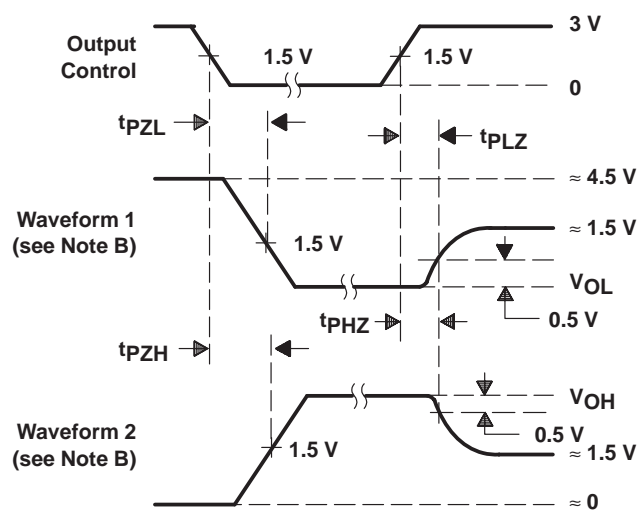 Output
Control
1.5 V
1.5 V
3 V
0
tPZL
tPLZ
Waveform 1
(see Note B)
1.5 V
≈ 4.5 V
≈ 1.5 V
VOL
0.5 V
tPHZ
tPZH
Waveform 2
(see Note B)
1.5 V
VOH
0.5 V
≈ 1.5 V
≈ 0